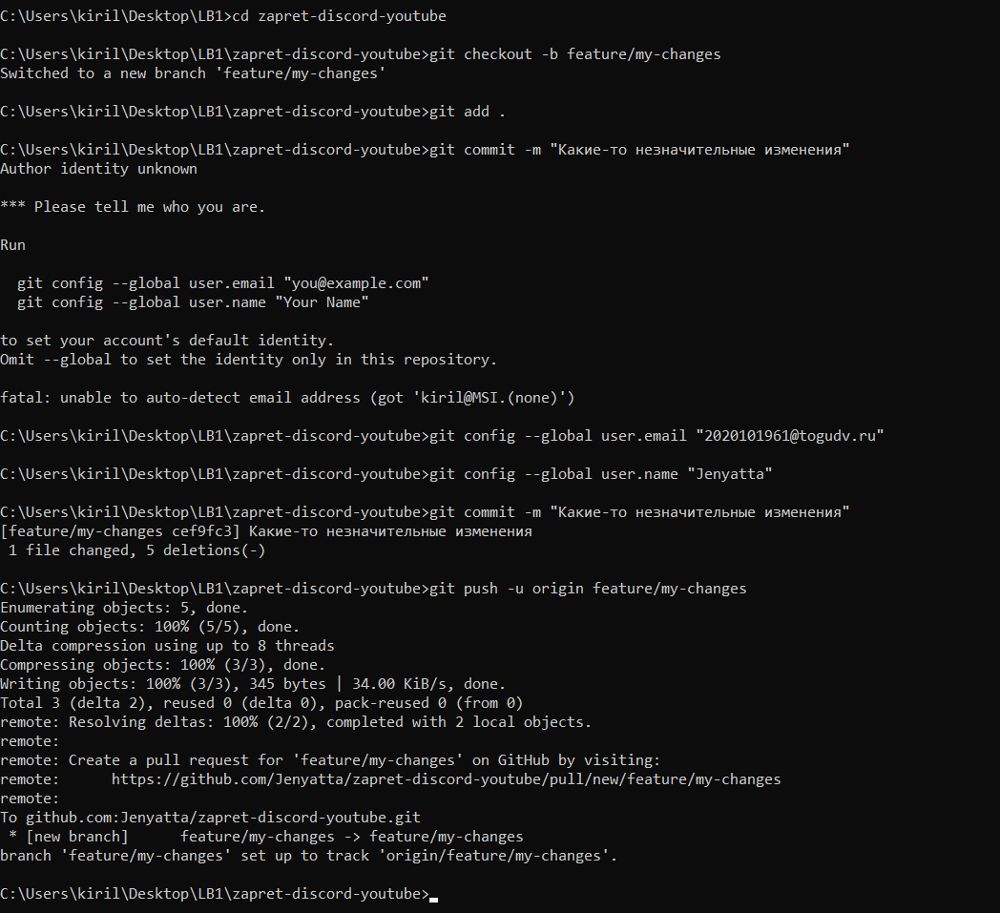 C:\Users\kiril\Desktop\LB1>cd zapret-discord-youtube
C:\Users\kiril\Desktop\LB1\zapret-discord-youtube>git checkout -b feature/my-changes
Switched to a new branch 'feature/my-changes'
C:\Users\kiril\Desktop\LB1\zapret-discord-youtube>git add .
C:\Users\kiril\Desktop\LB1\zapret-discord-youtube>git commit -m "Какие-то незначительные изменения"
Author identity unknown
*** Please tell me who you are.
Run
  git config --global user.email "you@example.com"
  git config --global user.name "Your Name"
to set your account's default identity.
Omit --global to set the identity only in this repository.
fatal: unable to auto-detect email address (got 'kiril@MSI.(none)')
C:\Users\kiril\Desktop\LB1\zapret-discord-youtube>git config --global user.email "2020101961@togudv.ru"
C:\Users\kiril\Desktop\LB1\zapret-discord-youtube>git config --global user.name "Jenyatta"
C:\Users\kiril\Desktop\LB1\zapret-discord-youtube>git commit -m "Какие-то незначительные изменения"
[feature/my-changes cef9fc3] Какие-то незначительные изменения
 1 file changed, 5 deletions(-)
C:\Users\kiril\Desktop\LB1\zapret-discord-youtube>git push -u origin feature/my-changes
Enumerating objects: 5, done.
Counting objects: 100% (5/5), done.
Delta compression using up to 8 threads
Compressing objects: 100% (3/3), done.
Writing objects: 100% (3/3), 345 bytes | 34.00 KiB/s, done.
Total 3 (delta 2), reused 0 (delta 0), pack-reused 0 (from 0)
remote: Resolving deltas: 100% (2/2), completed with 2 local objects.
remote:
remote: Create a pull request for 'feature/my-changes' on GitHub by visiting:
remote:      https://github.com/Jenyatta/zapret-discord-youtube/pull/new/feature/my-changes
remote:
To github.com:Jenyatta/zapret-discord-youtube.git
 * [new branch]      feature/my-changes -> feature/my-changes
branch 'feature/my-changes' set up to track 'origin/feature/my-changes'.
C:\Users\kiril\Desktop\LB1\zapret-discord-youtube>